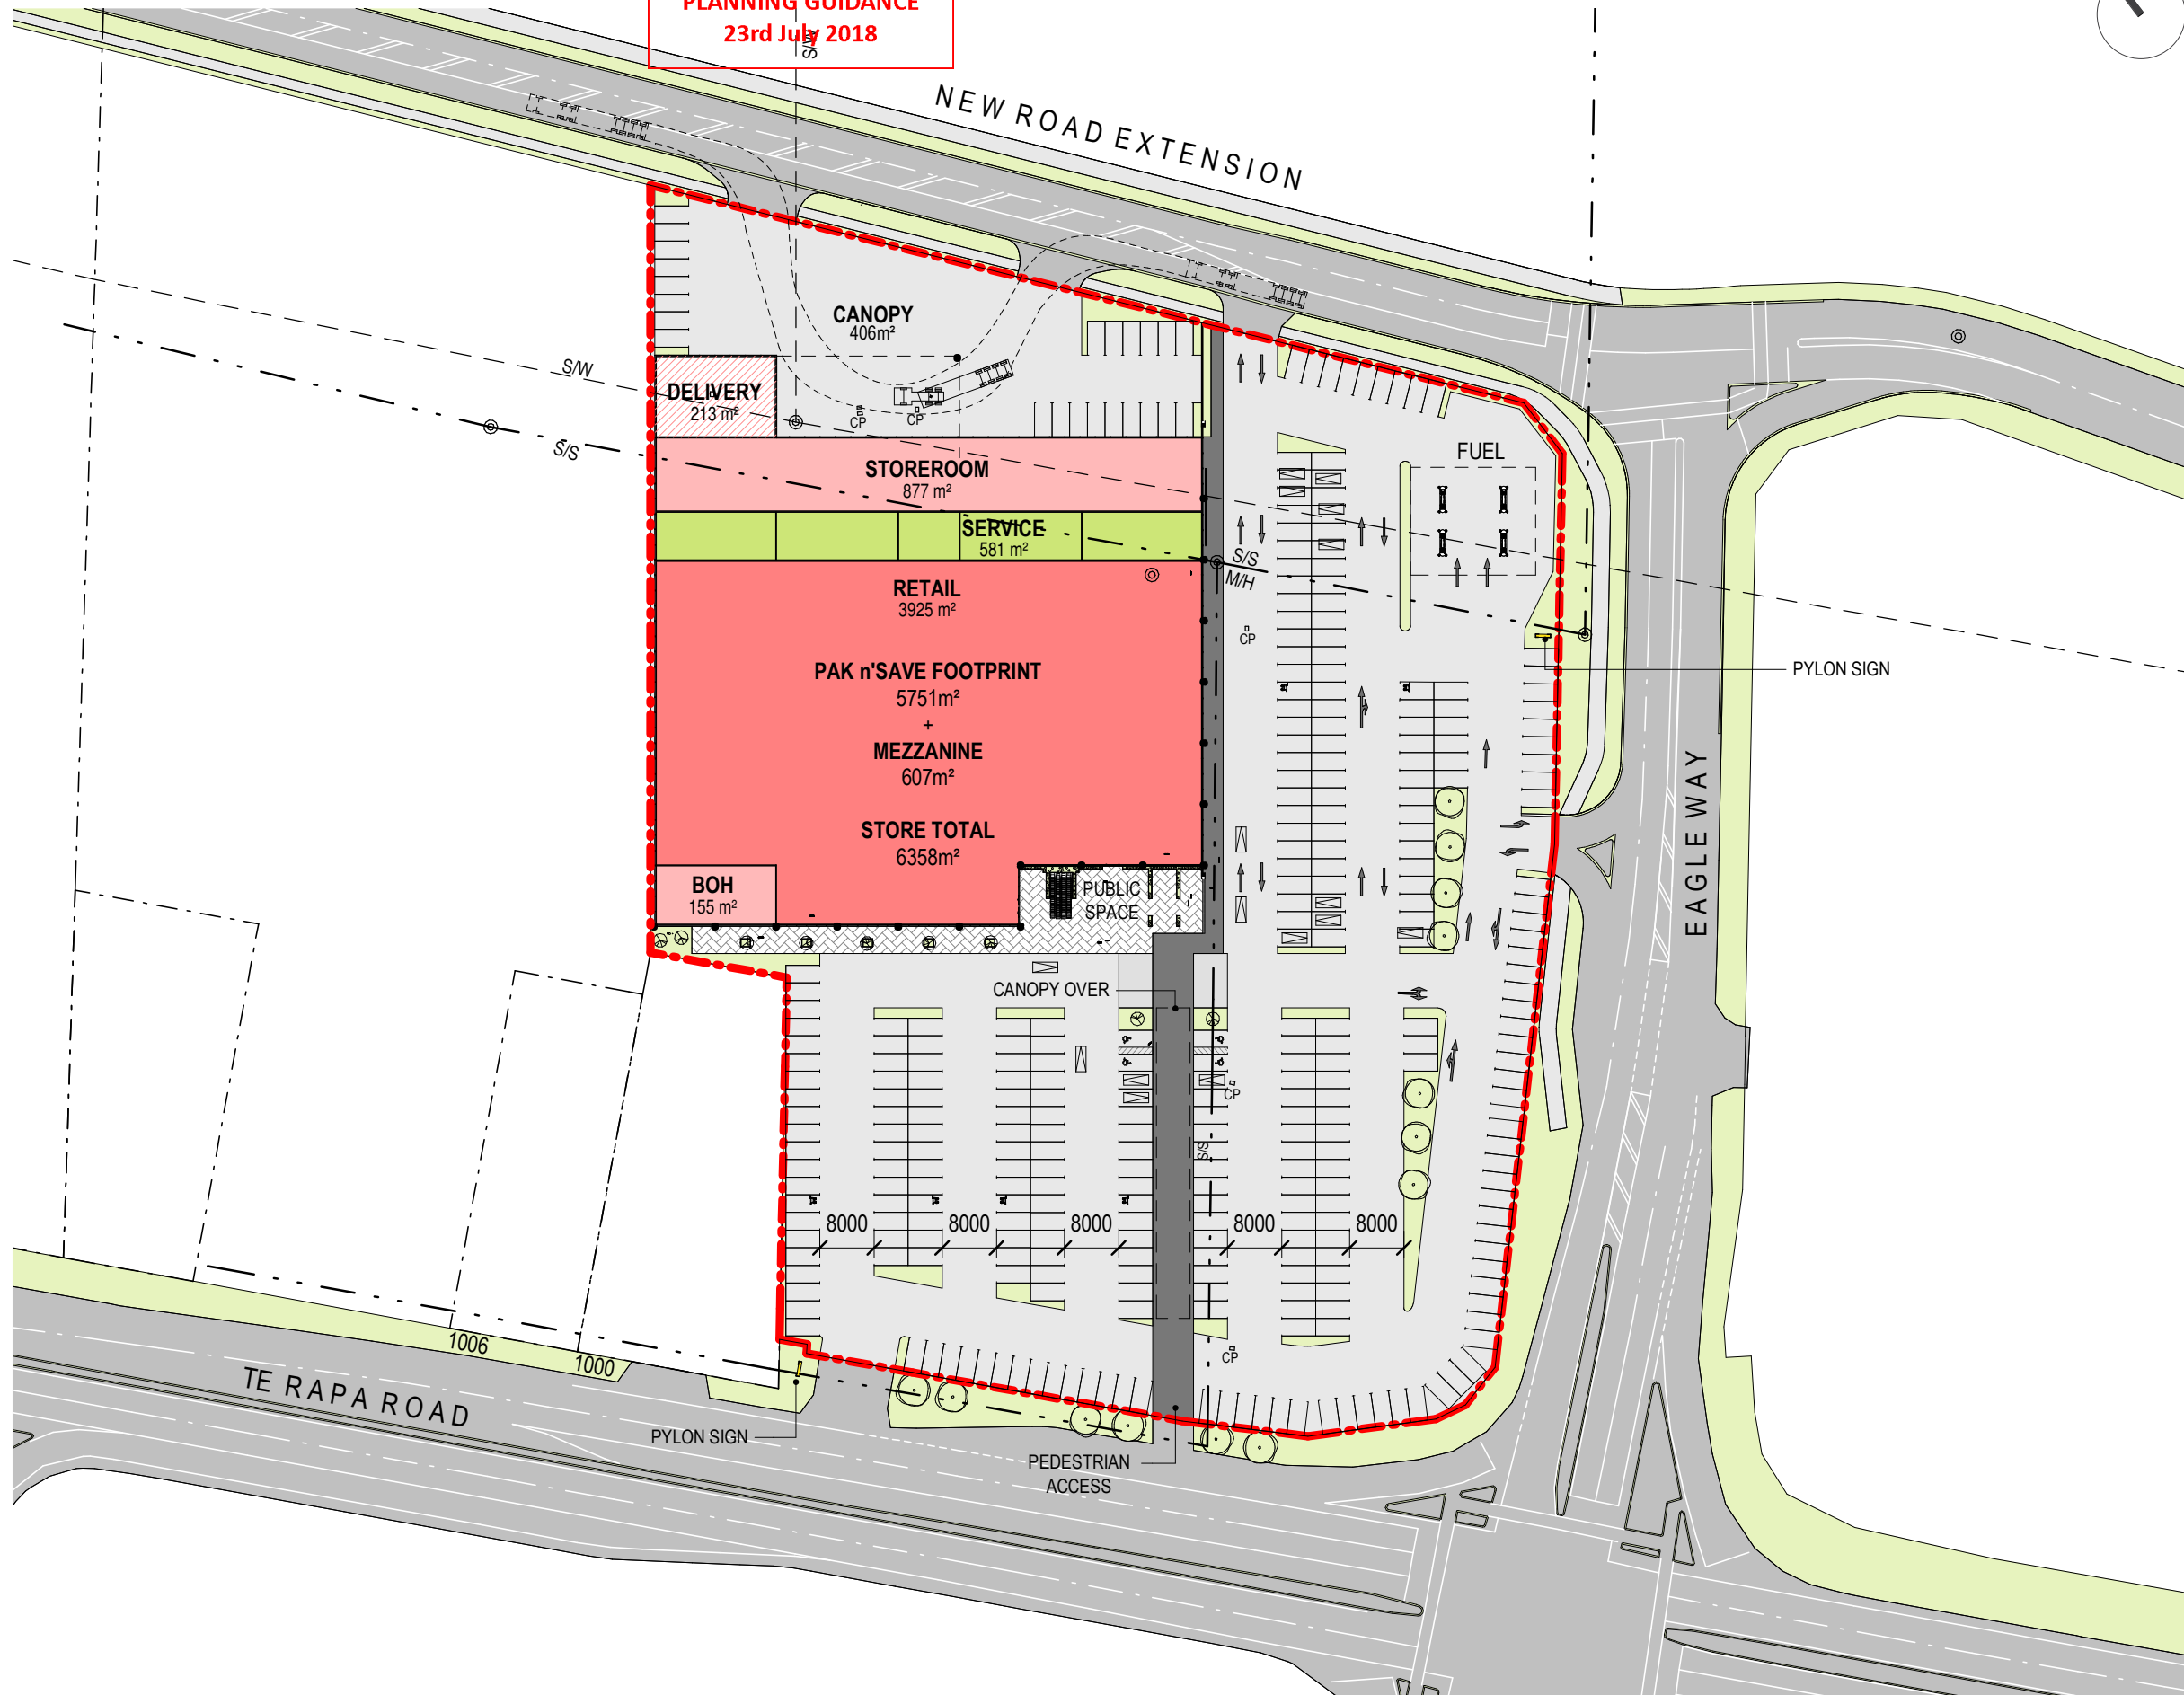 PLANNING GUIDANCE
23rd July 2018
S/W
NEW ROAD EXTENSION
CANOPY
406m²
S/W
DELIVERY
213 m²
CP
CP
S/S
STOREROOM
877 m²
FUEL
SERVICE
581 m²
S/S
M/H
RETAIL
3925 m²
CP
PAK n'SAVE FOOTPRINT
5751m²
+
MEZZANINE
607m²
STORE TOTAL
6358m²
PYLON SIGN
EAGLE WAY
BOH
155 m²
PUBLIC
SPACE
CANOPY OVER
CP
S/S
8000
8000
8000
8000
8000
1006
1000
CP
TE RAPA ROAD
PYLON SIGN
PEDESTRIAN
ACCESS